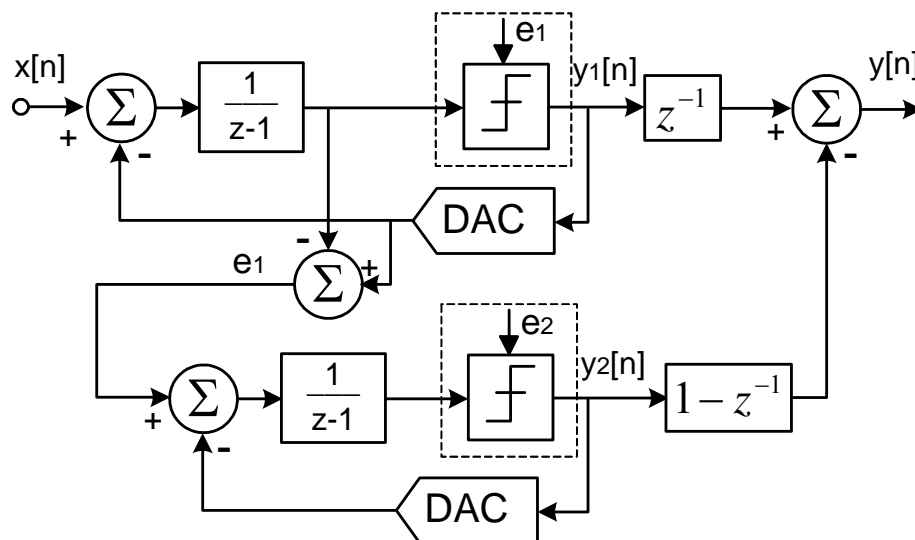 x[n]
+
-
Σ
1
z-1
e1
y1[n]
z⁻¹
+
-
Σ
y[n]
DAC
-
+
Σ
e1
+
-
Σ
1
z-1
e2
y2[n]
1 − z⁻¹
DAC